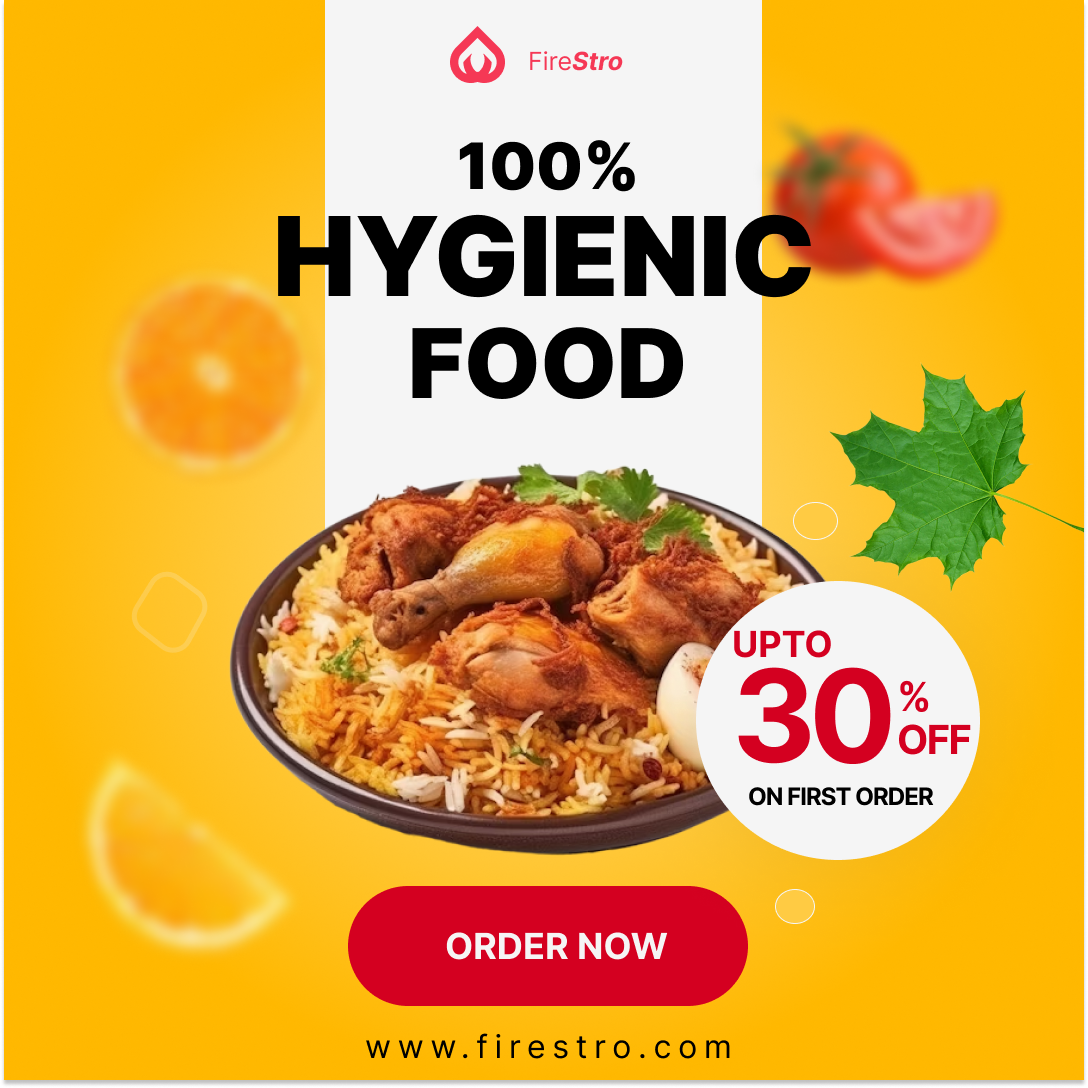 FireStro
100%
HYGIENIC
FOOD
UPTO
30%
OFF
ON FIRST ORDER
ORDER NOW
www.firestro.com